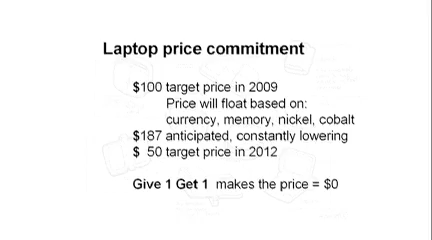 Laptop price commitment
$100 target price in 2009
Price will float based on:
currency, memory, nickel, cobalt
$187 anticipated, constantly lowering
$ 50 target price in 2012
Give 1 Get 1 makes the price = $0